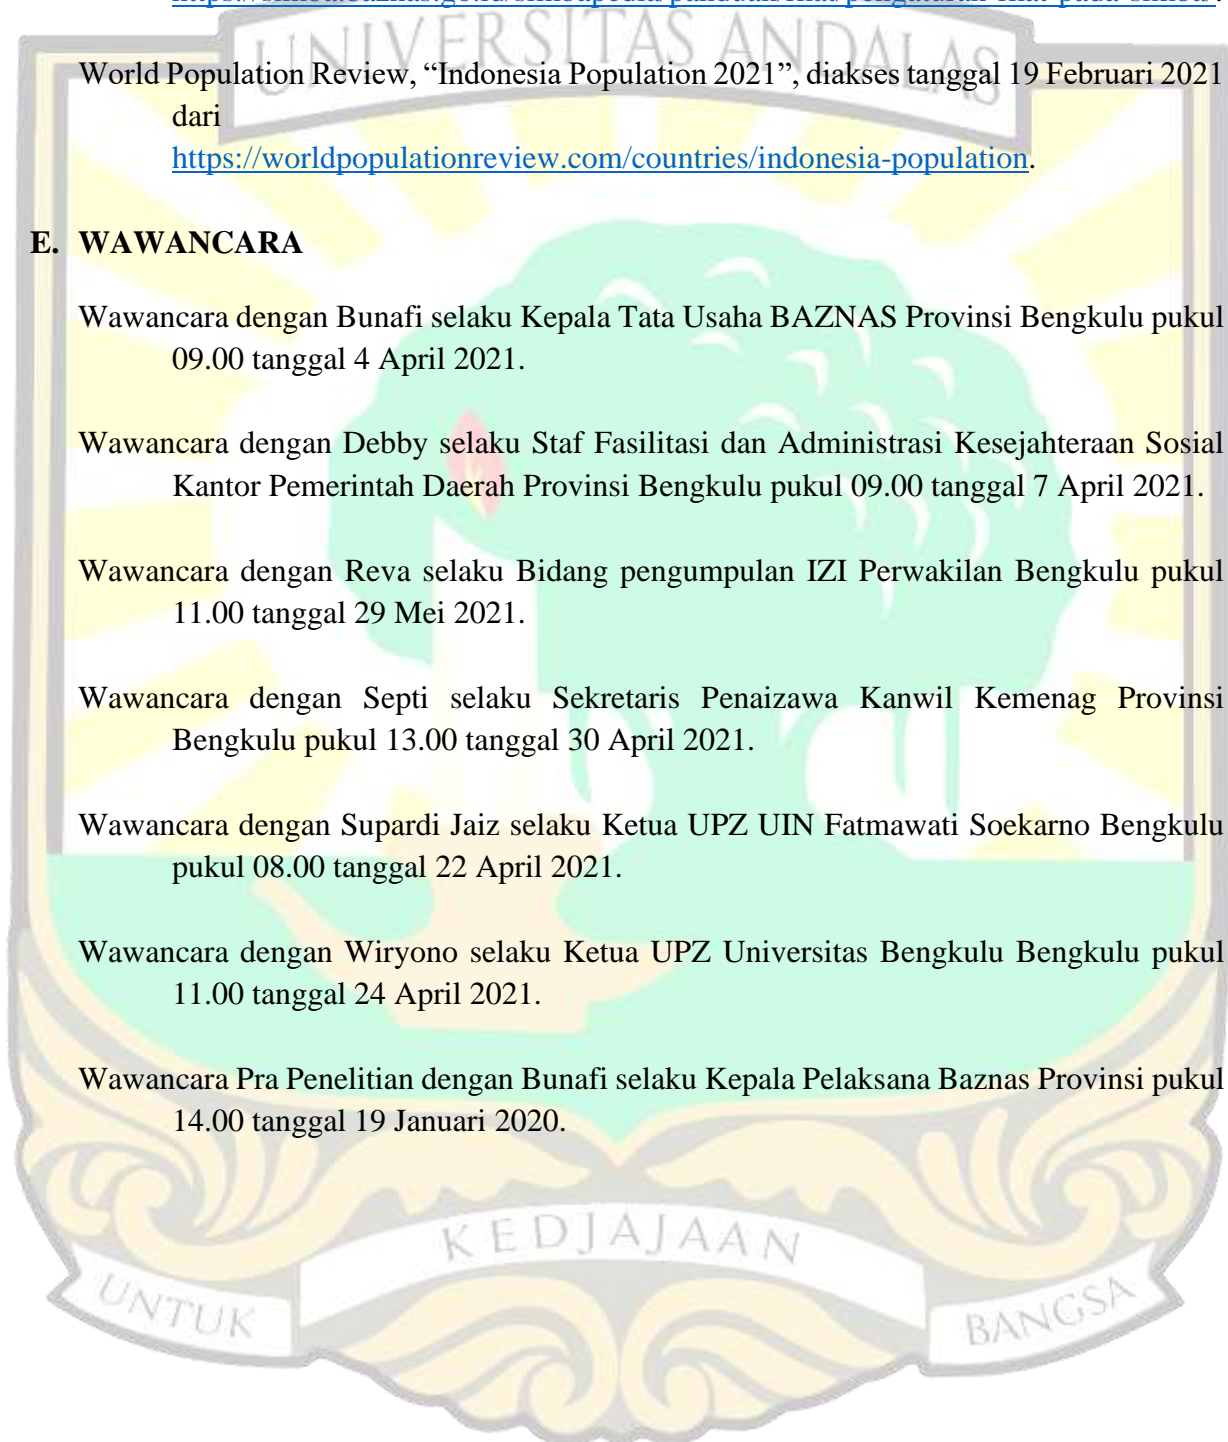 UNIVERSITAS ANDALAS
World Population Review, “Indonesia Population 2021”, diakses tanggal 19 Februari 2021
dari
https://worldpopulationreview.com/countries/indonesia-population.
E. WAWANCARA
Wawancara dengan Bunafi selaku Kepala Tata Usaha BAZNAS Provinsi Bengkulu pukul
09.00 tanggal 4 April 2021.
Wawancara dengan Debby selaku Staf Fasilitasi dan Administrasi Kesejahteraan Sosial
Kantor Pemerintah Daerah Provinsi Bengkulu pukul 09.00 tanggal 7 April 2021.
Wawancara dengan Reva selaku Bidang pengumpulan IZI Perwakilan Bengkulu pukul
11.00 tanggal 29 Mei 2021.
Wawancara dengan Septi selaku Sekretaris Penaizawa Kanwil Kemenag Provinsi
Bengkulu pukul 13.00 tanggal 30 April 2021.
Wawancara dengan Supardi Jaiz selaku Ketua UPZ UIN Fatmawati Soekarno Bengkulu
pukul 08.00 tanggal 22 April 2021.
Wawancara dengan Wiryono selaku Ketua UPZ Universitas Bengkulu Bengkulu pukul
11.00 tanggal 24 April 2021.
Wawancara Pra Penelitian dengan Bunafi selaku Kepala Pelaksana Baznas Provinsi pukul
14.00 tanggal 19 Januari 2020.
UNTUK KEDJAJAAN BANGSA